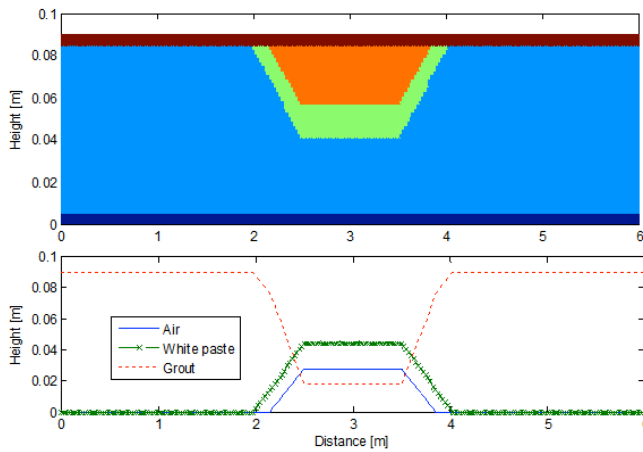 0.1
0.08
0.06
0.04
0.02
0
Height [m]
0 1 2 3 4 5 6
0.1
0.08
0.06
0.04
0.02
0
Height [m]
Air
White paste
Grout
0 1 2 3 4 5 6
Distance [m]